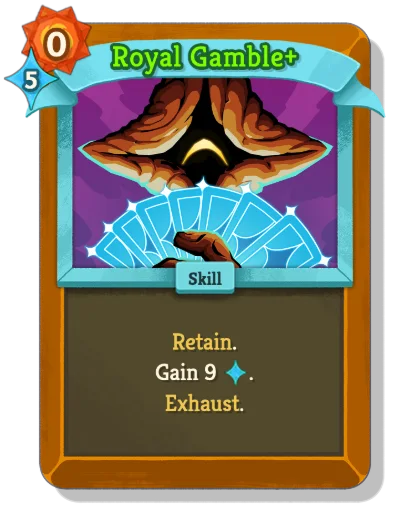 0
Royal Gamble+
5
Skill
Retain.
Gain 9 .
Exhaust.